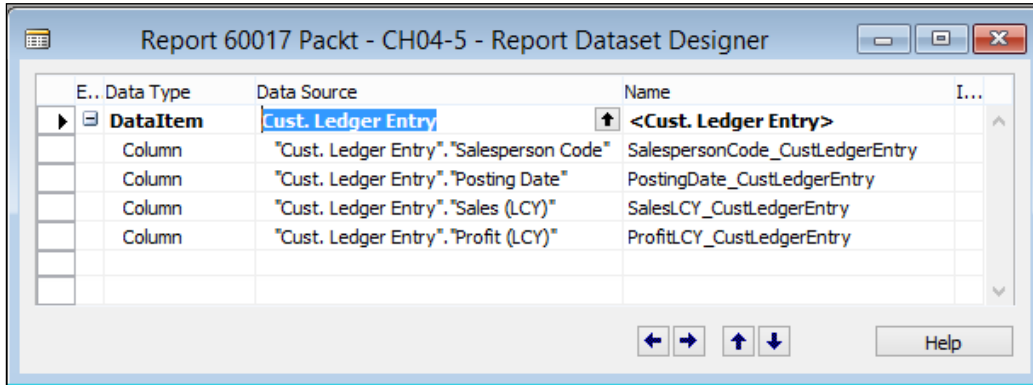 Report 60017 Packt - CH04-5 - Report Dataset Designer
E.. Data Type Data Source Name I...
DataItem Cust. Ledger Entry <Cust. Ledger Entry>
Column "Cust. Ledger Entry"."Salesperson Code" SalespersonCode_CustLedgerEntry
Column "Cust. Ledger Entry"."Posting Date" PostingDate_CustLedgerEntry
Column "Cust. Ledger Entry"."Sales (LCY)" SalesLCY_CustLedgerEntry
Column "Cust. Ledger Entry"."Profit (LCY)" ProfitLCY_CustLedgerEntry
Help